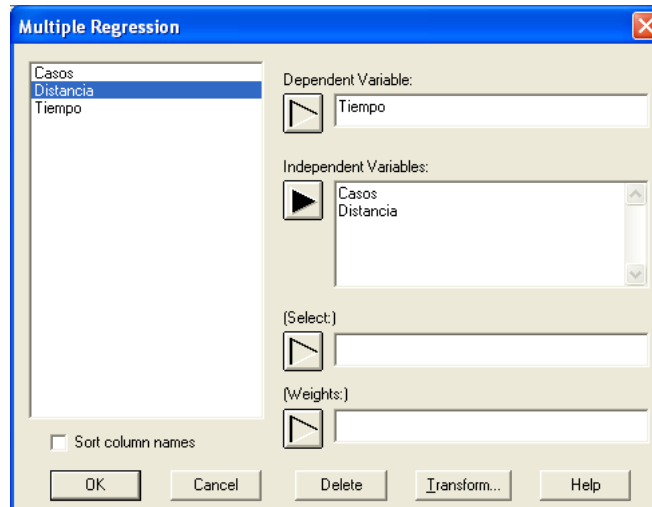 Multiple Regression
Casos
Distancia
Tiempo
Dependent Variable:
Tiempo
Independent Variables:
Casos
Distancia
(Select:)
(Weights:)
Sort column names
OK
Cancel
Delete
Transform...
Help